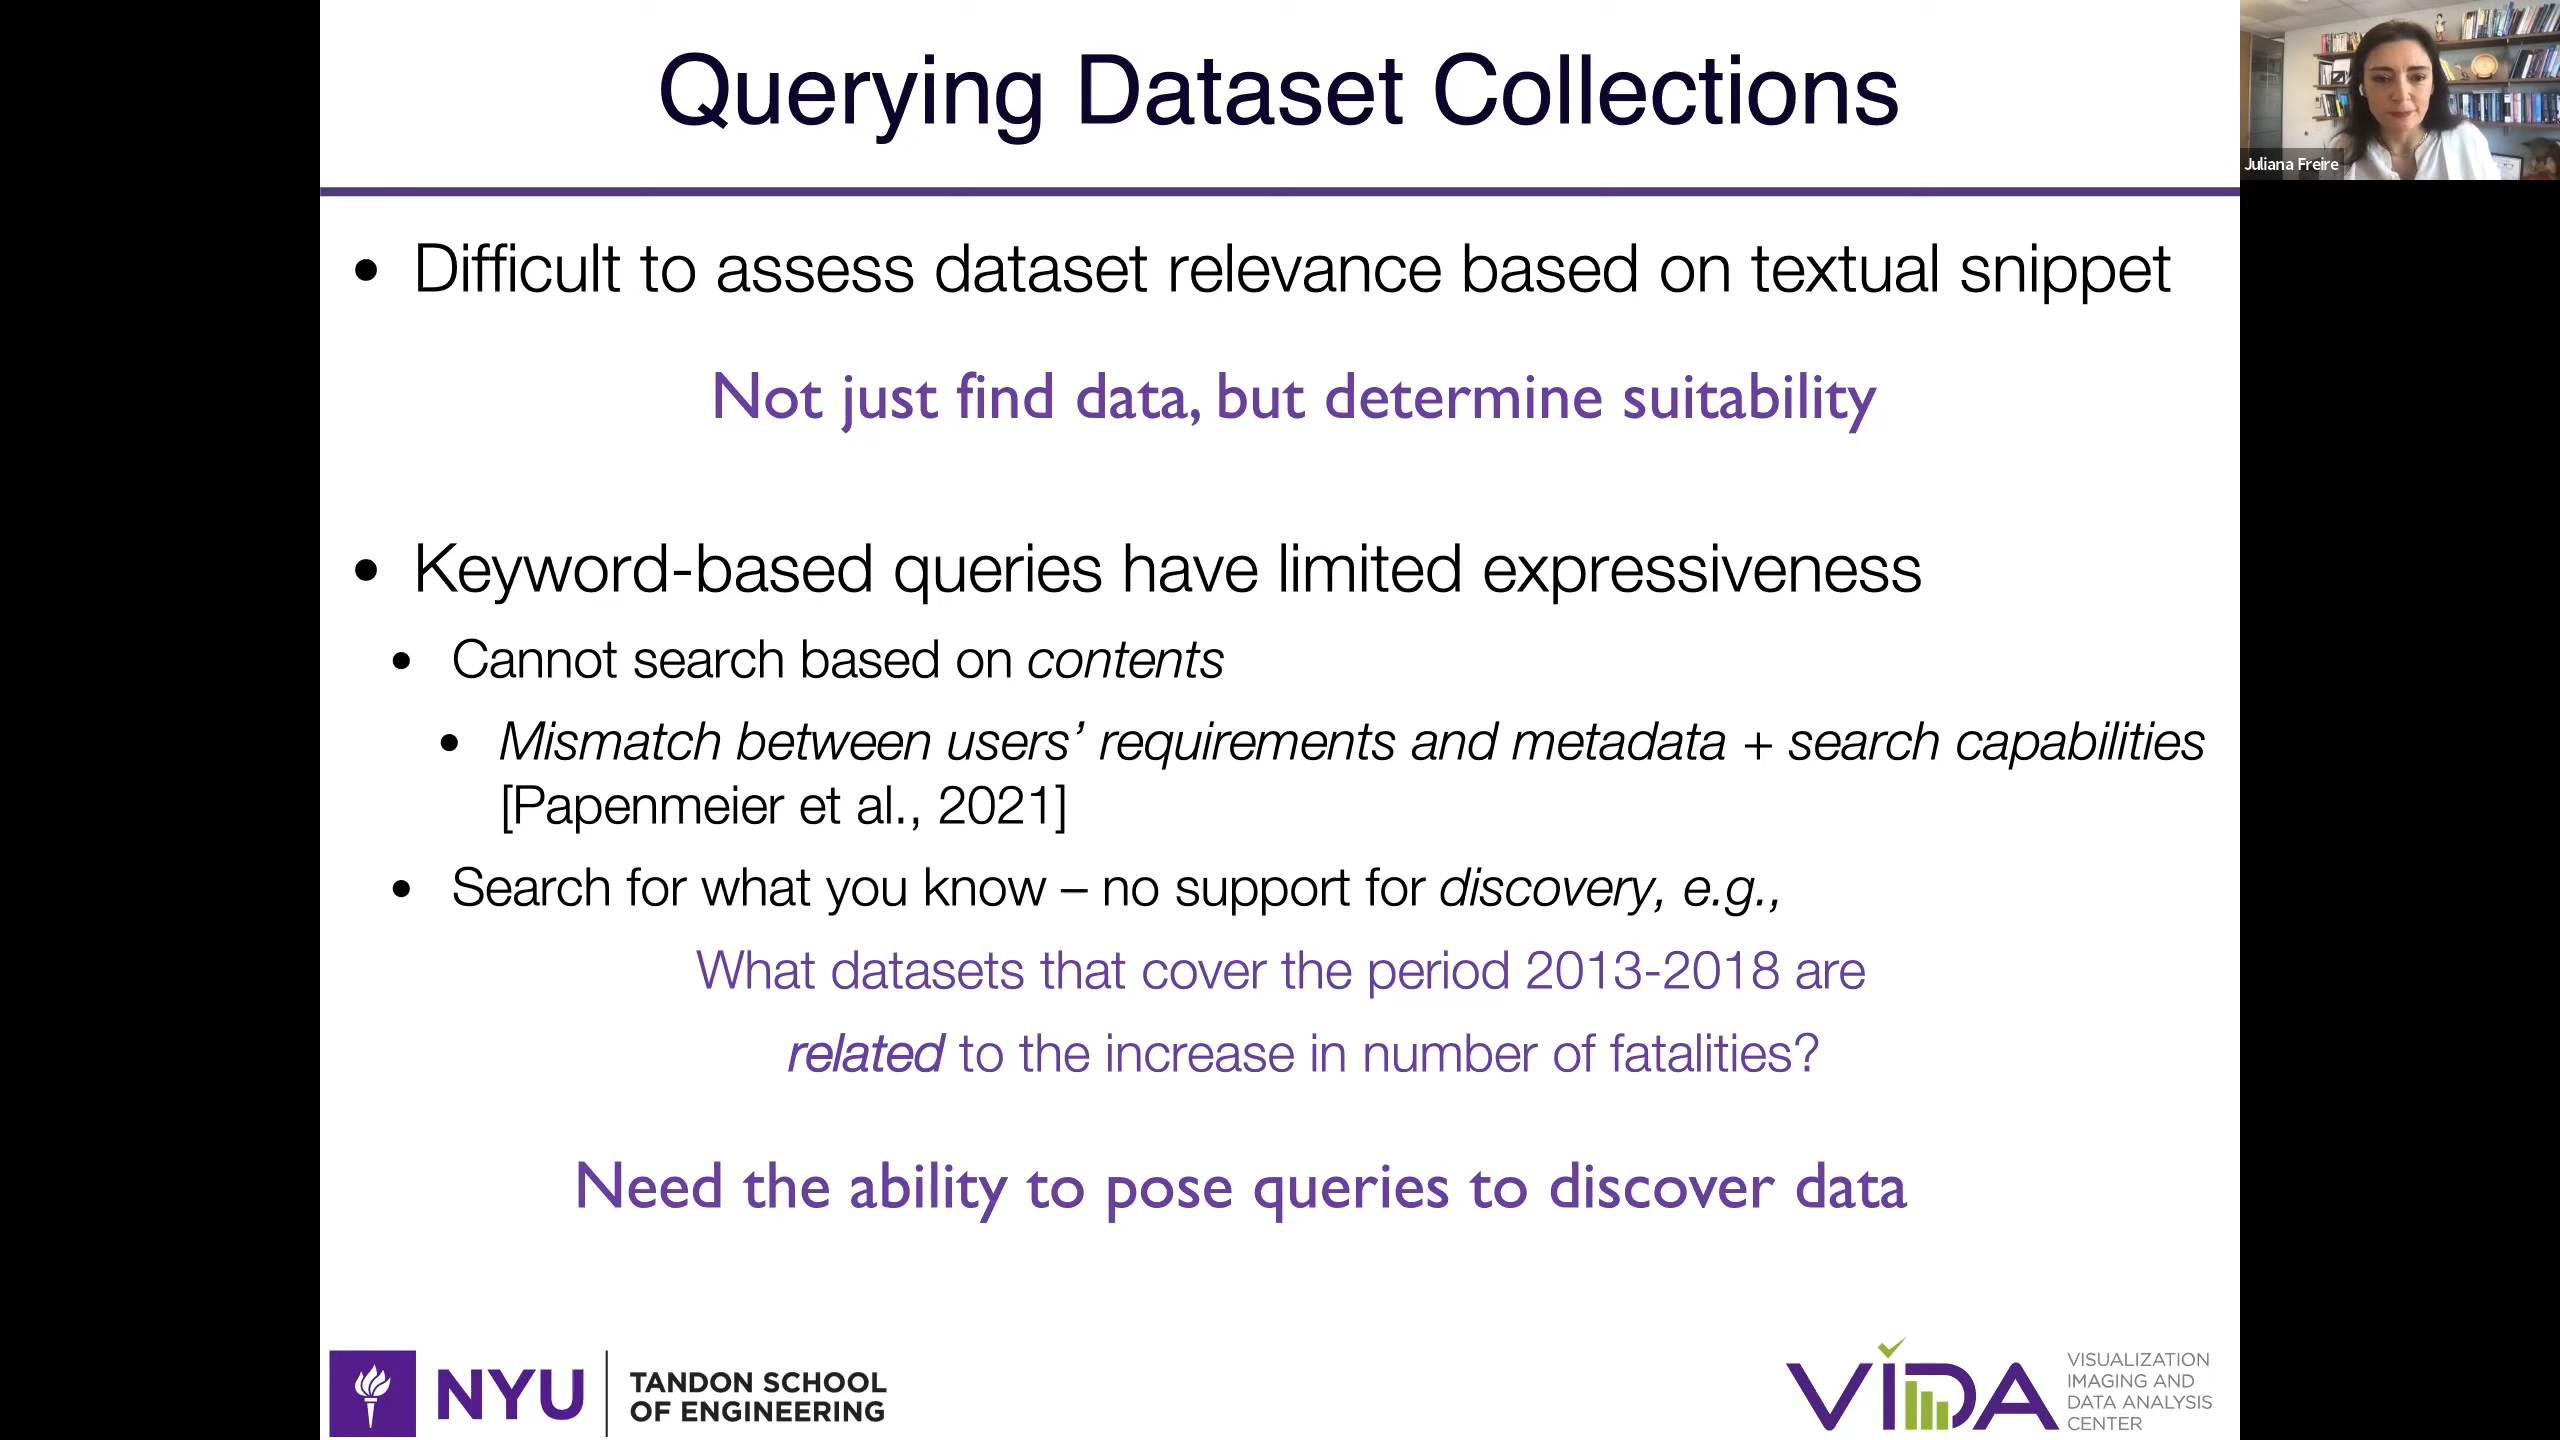 Querying Dataset Collections
Juliana Freire
• Difficult to assess dataset relevance based on textual snippet
Not just find data, but determine suitability
• Keyword-based queries have limited expressiveness
• Cannot search based on contents
• Mismatch between users’ requirements and metadata + search capabilities
[Papenmeier et al., 2021]
• Search for what you know – no support for discovery, e.g.,
What datasets that cover the period 2013-2018 are
related to the increase in number of fatalities?
Need the ability to pose queries to discover data
NYU
TANDON SCHOOL
OF ENGINEERING
VIDA
VISUALIZATION
IMAGING AND
DATA ANALYSIS
CENTER